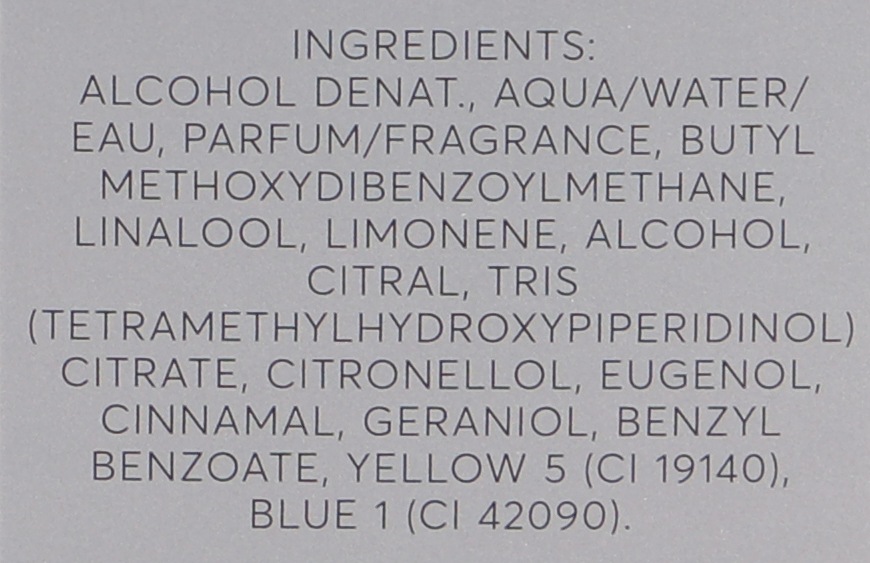 INGREDIENTS:
ALCOHOL DENAT., AQUA/WATER/
EAU, PARFUM/FRAGRANCE, BUTYL
METHOXYDIBENZOYLMETHANE,
LINALOOL, LIMONENE, ALCOHOL,
CITRAL, TRIS
(TETRAMETHYLHYDROXYPIPERIDINOL)
CITRATE, CITRONELLOL, EUGENOL,
CINNAMAL, GERANIOL, BENZYL
BENZOATE, YELLOW 5 (CI 19140),
BLUE 1 (CI 42090).